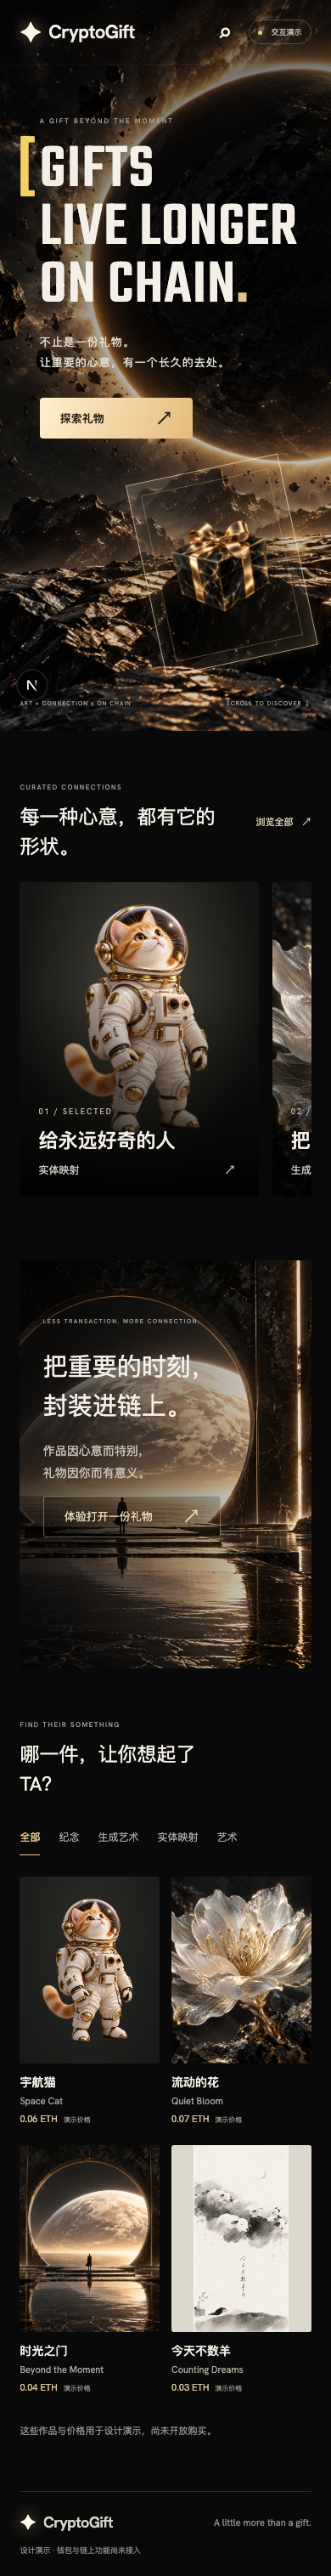 CryptoGift
交互演示
A GIFT BEYOND THE MOMENT
GIFTS
LIVE LONGER
ON CHAIN.
不止是一份礼物。
让重要的心意，有一个长久的去处。
探索礼物
N
ART × CONNECTION × ON CHAIN
SCROLL TO DISCOVER
CURATED CONNECTIONS
每一种心意，都有它的
形状。
浏览全部
01 / SELECTED
给永远好奇的人
实体映射
02 /
把
生成
LESS TRANSACTION. MORE CONNECTION.
把重要的时刻，
封装进链上。
作品因心意而特别，
礼物因你而有意义。
体验打开一份礼物
FIND THEIR SOMETHING
哪一件，让你想起了
TA?
全部 纪念 生成艺术 实体映射 艺术
宇航猫
Space Cat
0.06 ETH 演示价格
流动的花
Quiet Bloom
0.07 ETH 演示价格
时光之门
Beyond the Moment
0.04 ETH 演示价格
今天不数羊
Counting Dreams
0.03 ETH 演示价格
这些作品与价格用于设计演示，尚未开放购买。
CryptoGift
A little more than a gift.
设计演示 · 钱包与链上功能尚未接入